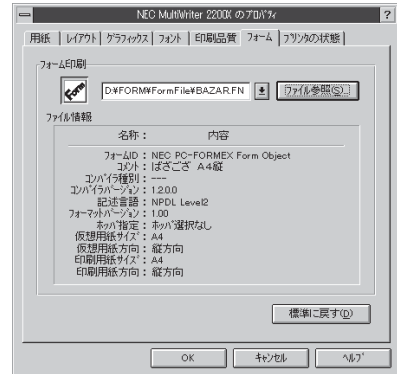 NEC MultiWriter 2200X のプロパティ
?
用紙 レイアウト グラフィックス フォント 印刷品質 フォーム プリンタの状態
フォーム印刷
Form
D:¥FORM¥FormFile¥BAZAR.FN
ファイル参照(S)...
ファイル情報
名称： 内容
フォームID： NEC PC-FORMEX Form Object
コメント： ばざござ A4縦
コンパイラ種別： ---
コンパイラバージョン： 1.20.0
記述言語： NPDL Level2
フォーマットバージョン： 1.00
ホッパ指定： ホッパ選択なし
仮想用紙サイズ： A4
仮想用紙方向： 縦方向
印刷用紙サイズ： A4
印刷用紙方向： 縦方向
標準に戻す(D)
OK キャンセル ヘルプ